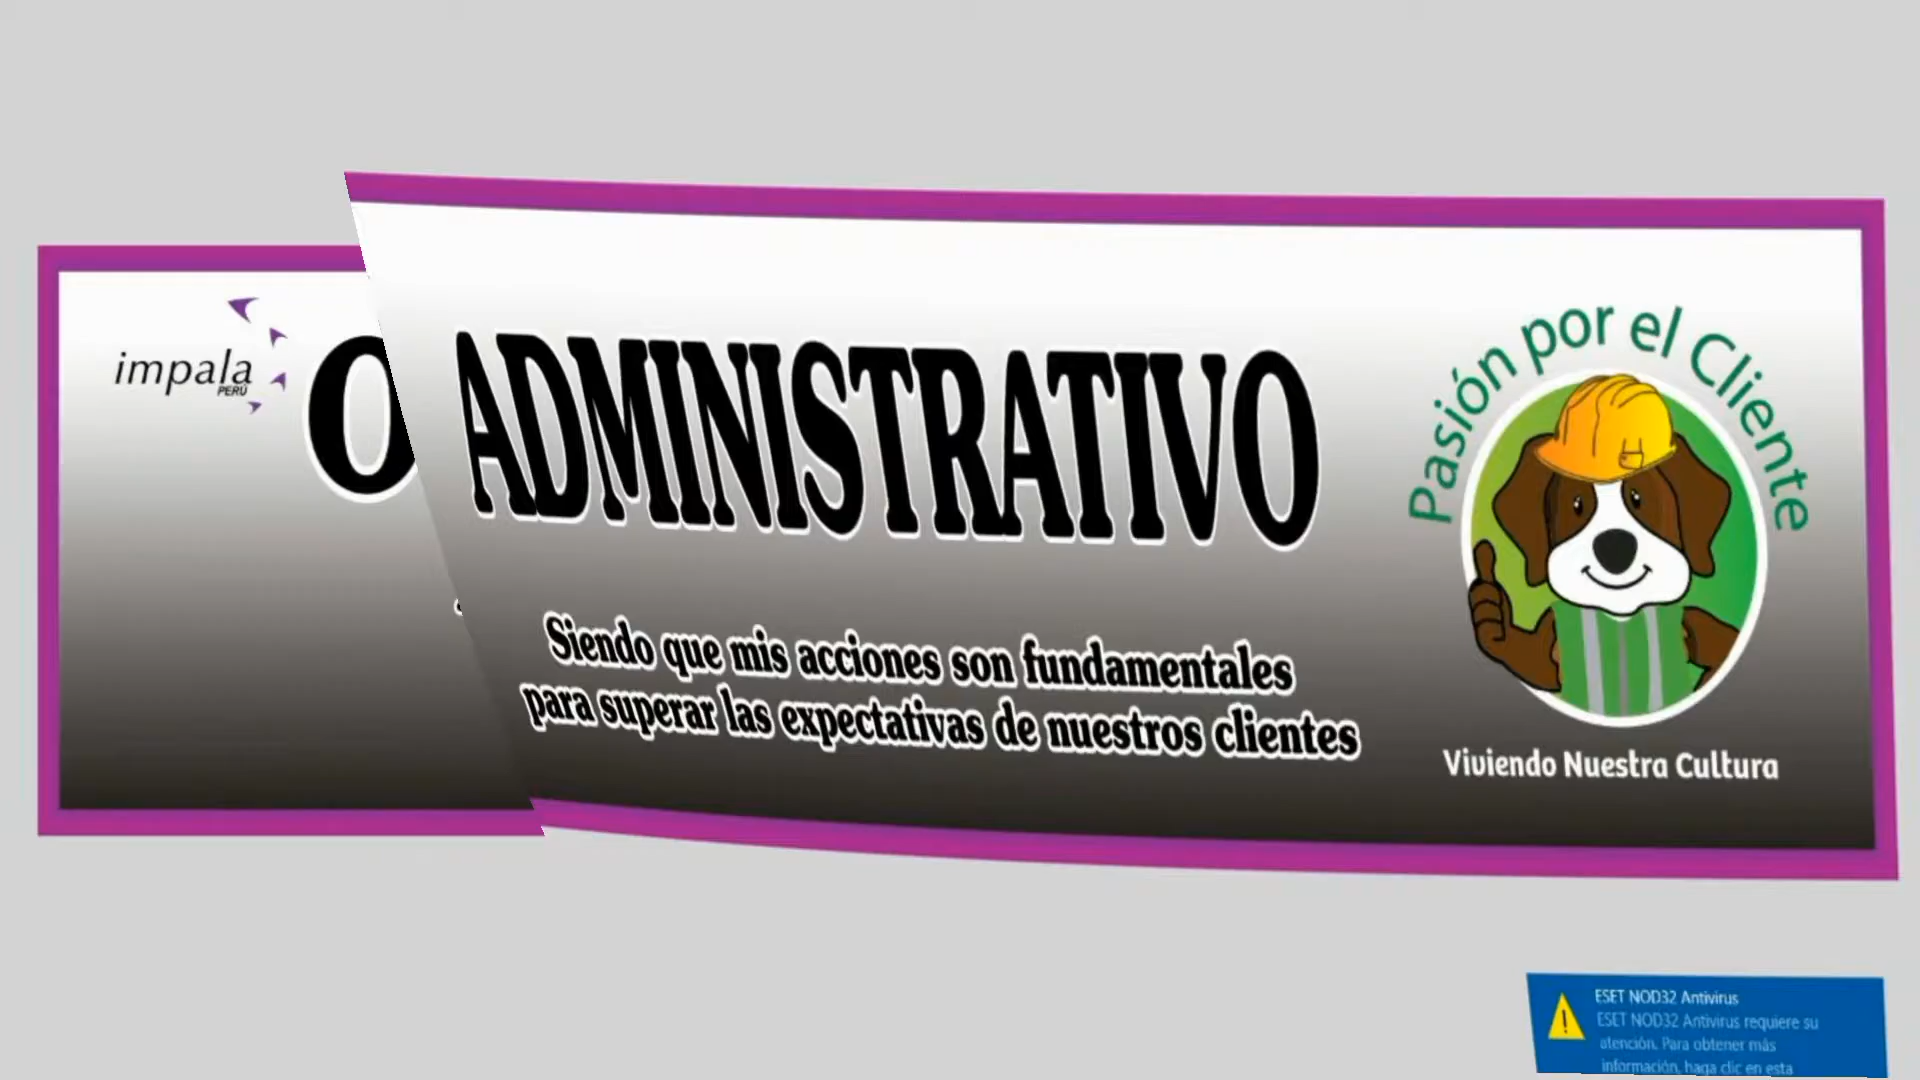 impala
PERÚ
O
ADMINISTRATIVO
Siendo que mis acciones son fundamentales
para superar las expectativas de nuestros clientes
Pasión por el Cliente
Viviendo Nuestra Cultura
ESET NOD32 Antivirus
ESET NOD32 Antivirus requiere su
atención. Para obtener más
información, haga clic en esta